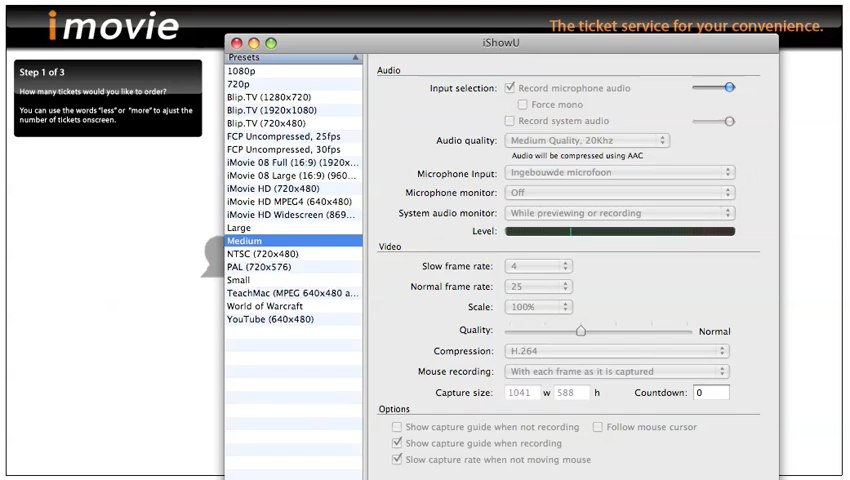 imovie
The ticket service for your convenience.
Step 1 of 3
How many tickets would you like to order?
You can use the words "less" or "more" to ajust the
number of tickets onscreen.
iShowU
Presets
1080p
720p
Blip.TV (1280x720)
Blip.TV (1920x1080)
Blip.TV (720x480)
FCP Uncompressed, 25fps
FCP Uncompressed, 30fps
iMovie 08 Full (16:9) (1920x...
iMovie 08 Large (16:9) (960...
iMovie HD (720x480)
iMovie HD MPEG4 (640x480)
iMovie HD Widescreen (869...
Large
Medium
NTSC (720x480)
PAL (720x576)
Small
TeachMac (MPEG 640x480 a...
World of Warcraft
YouTube (640x480)
Audio
Input selection: Record microphone audio
Force mono
Record system audio
Audio quality: Medium Quality, 20Khz
Audio will be compressed using AAC
Microphone Input: Ingebouwde microfoon
Microphone monitor: Off
System audio monitor: While previewing or recording
Level:
Video
Slow frame rate: 4
Normal frame rate: 25
Scale: 100%
Quality: Normal
Compression: H.264
Mouse recording: With each frame as it is captured
Capture size: 1041 w 588 h Countdown: 0
Options
Show capture guide when not recording Follow mouse cursor
Show capture guide when recording
Slow capture rate when not moving mouse